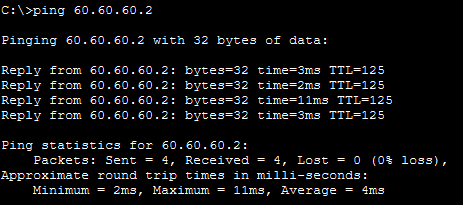 C:\>ping 60.60.60.2
Pinging 60.60.60.2 with 32 bytes of data:
Reply from 60.60.60.2: bytes=32 time=3ms TTL=125
Reply from 60.60.60.2: bytes=32 time=2ms TTL=125
Reply from 60.60.60.2: bytes=32 time=11ms TTL=125
Reply from 60.60.60.2: bytes=32 time=3ms TTL=125
Ping statistics for 60.60.60.2:
    Packets: Sent = 4, Received = 4, Lost = 0 (0% loss),
Approximate round trip times in milli-seconds:
    Minimum = 2ms, Maximum = 11ms, Average = 4ms